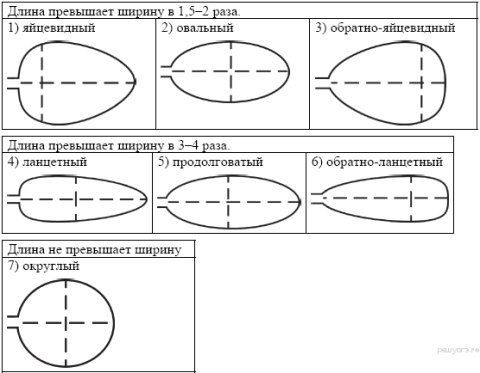 Длина превышает ширину в 1,5–2 раза.
1) яйцевидный 2) овальный 3) обратно-яйцевидный
Длина превышает ширину в 3–4 раза.
4) ланцетный 5) продолговатый 6) обратно-ланцетный
Длина не превышает ширину
7) округлый